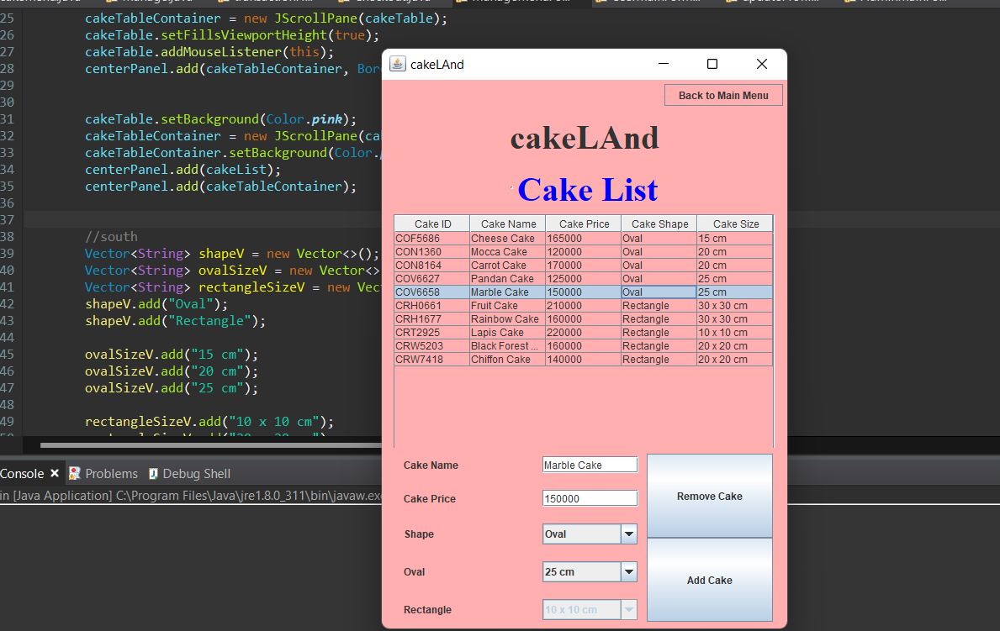 25 cakeTableContainer = new JScrollPane(cakeTable);
26 cakeTable.setFillsViewportHeight(true);
27 cakeTable.addMouseListener(this);
28 centerPanel.add(cakeTableContainer, Bor
29
30
31 cakeTable.setBackground(Color.pink);
32 cakeTableContainer = new JScrollPane(ca
33 cakeTableContainer.setBackground(Color.
34 centerPanel.add(cakeList);
35 centerPanel.add(cakeTableContainer);
36
37
38 //south
39 Vector<String> shapeV = new Vector<>();
40 Vector<String> ovalSizeV = new Vector<>
41 Vector<String> rectangleSizeV = new Vec
42 shapeV.add("Oval");
43 shapeV.add("Rectangle");
44
45 ovalSizeV.add("15 cm");
46 ovalSizeV.add("20 cm");
47 ovalSizeV.add("25 cm");
48
49 rectangleSizeV.add("10 x 10 cm");
Console Problems Debug Shell
in [Java Application] C:\Program Files\Java\jre1.8.0_311\bin\javaw.exe
cakeLAnd
Back to Main Menu
cakeLAnd
Cake List
Cake ID Cake Name Cake Price Cake Shape Cake Size
COF5686 Cheese Cake 165000 Oval 15 cm
CON1360 Mocca Cake 120000 Oval 20 cm
CON8164 Carrot Cake 170000 Oval 20 cm
COV6627 Pandan Cake 125000 Oval 25 cm
COV6658 Marble Cake 150000 Oval 25 cm
CRH0661 Fruit Cake 210000 Rectangle 30 x 30 cm
CRH1677 Rainbow Cake 160000 Rectangle 30 x 30 cm
CRT2925 Lapis Cake 220000 Rectangle 10 x 10 cm
CRW5203 Black Forest ... 160000 Rectangle 20 x 20 cm
CRW7418 Chiffon Cake 140000 Rectangle 20 x 20 cm
Cake Name Marble Cake
Cake Price 150000
Remove Cake
Shape Oval
Oval 25 cm
Add Cake
Rectangle 10 x 10 cm